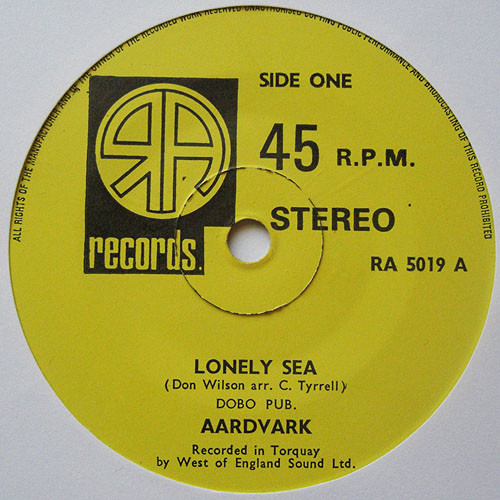 ALL RIGHTS OF THE MANUFACTURER AND OF THE OWNER OF THE RECORDED WORK RESERVED UNAUTHORISED COPYING PUBLIC PERFORMANCE AND BROADCASTING OF THIS RECORD PROHIBITED
SIDE ONE
RA
records.
45 R.P.M.
STEREO
RA 5019 A
LONELY SEA
(Don Wilson arr. C. Tyrrell)
DOBO PUB.
AARDVARK
Recorded in Torquay
by West of England Sound Ltd.